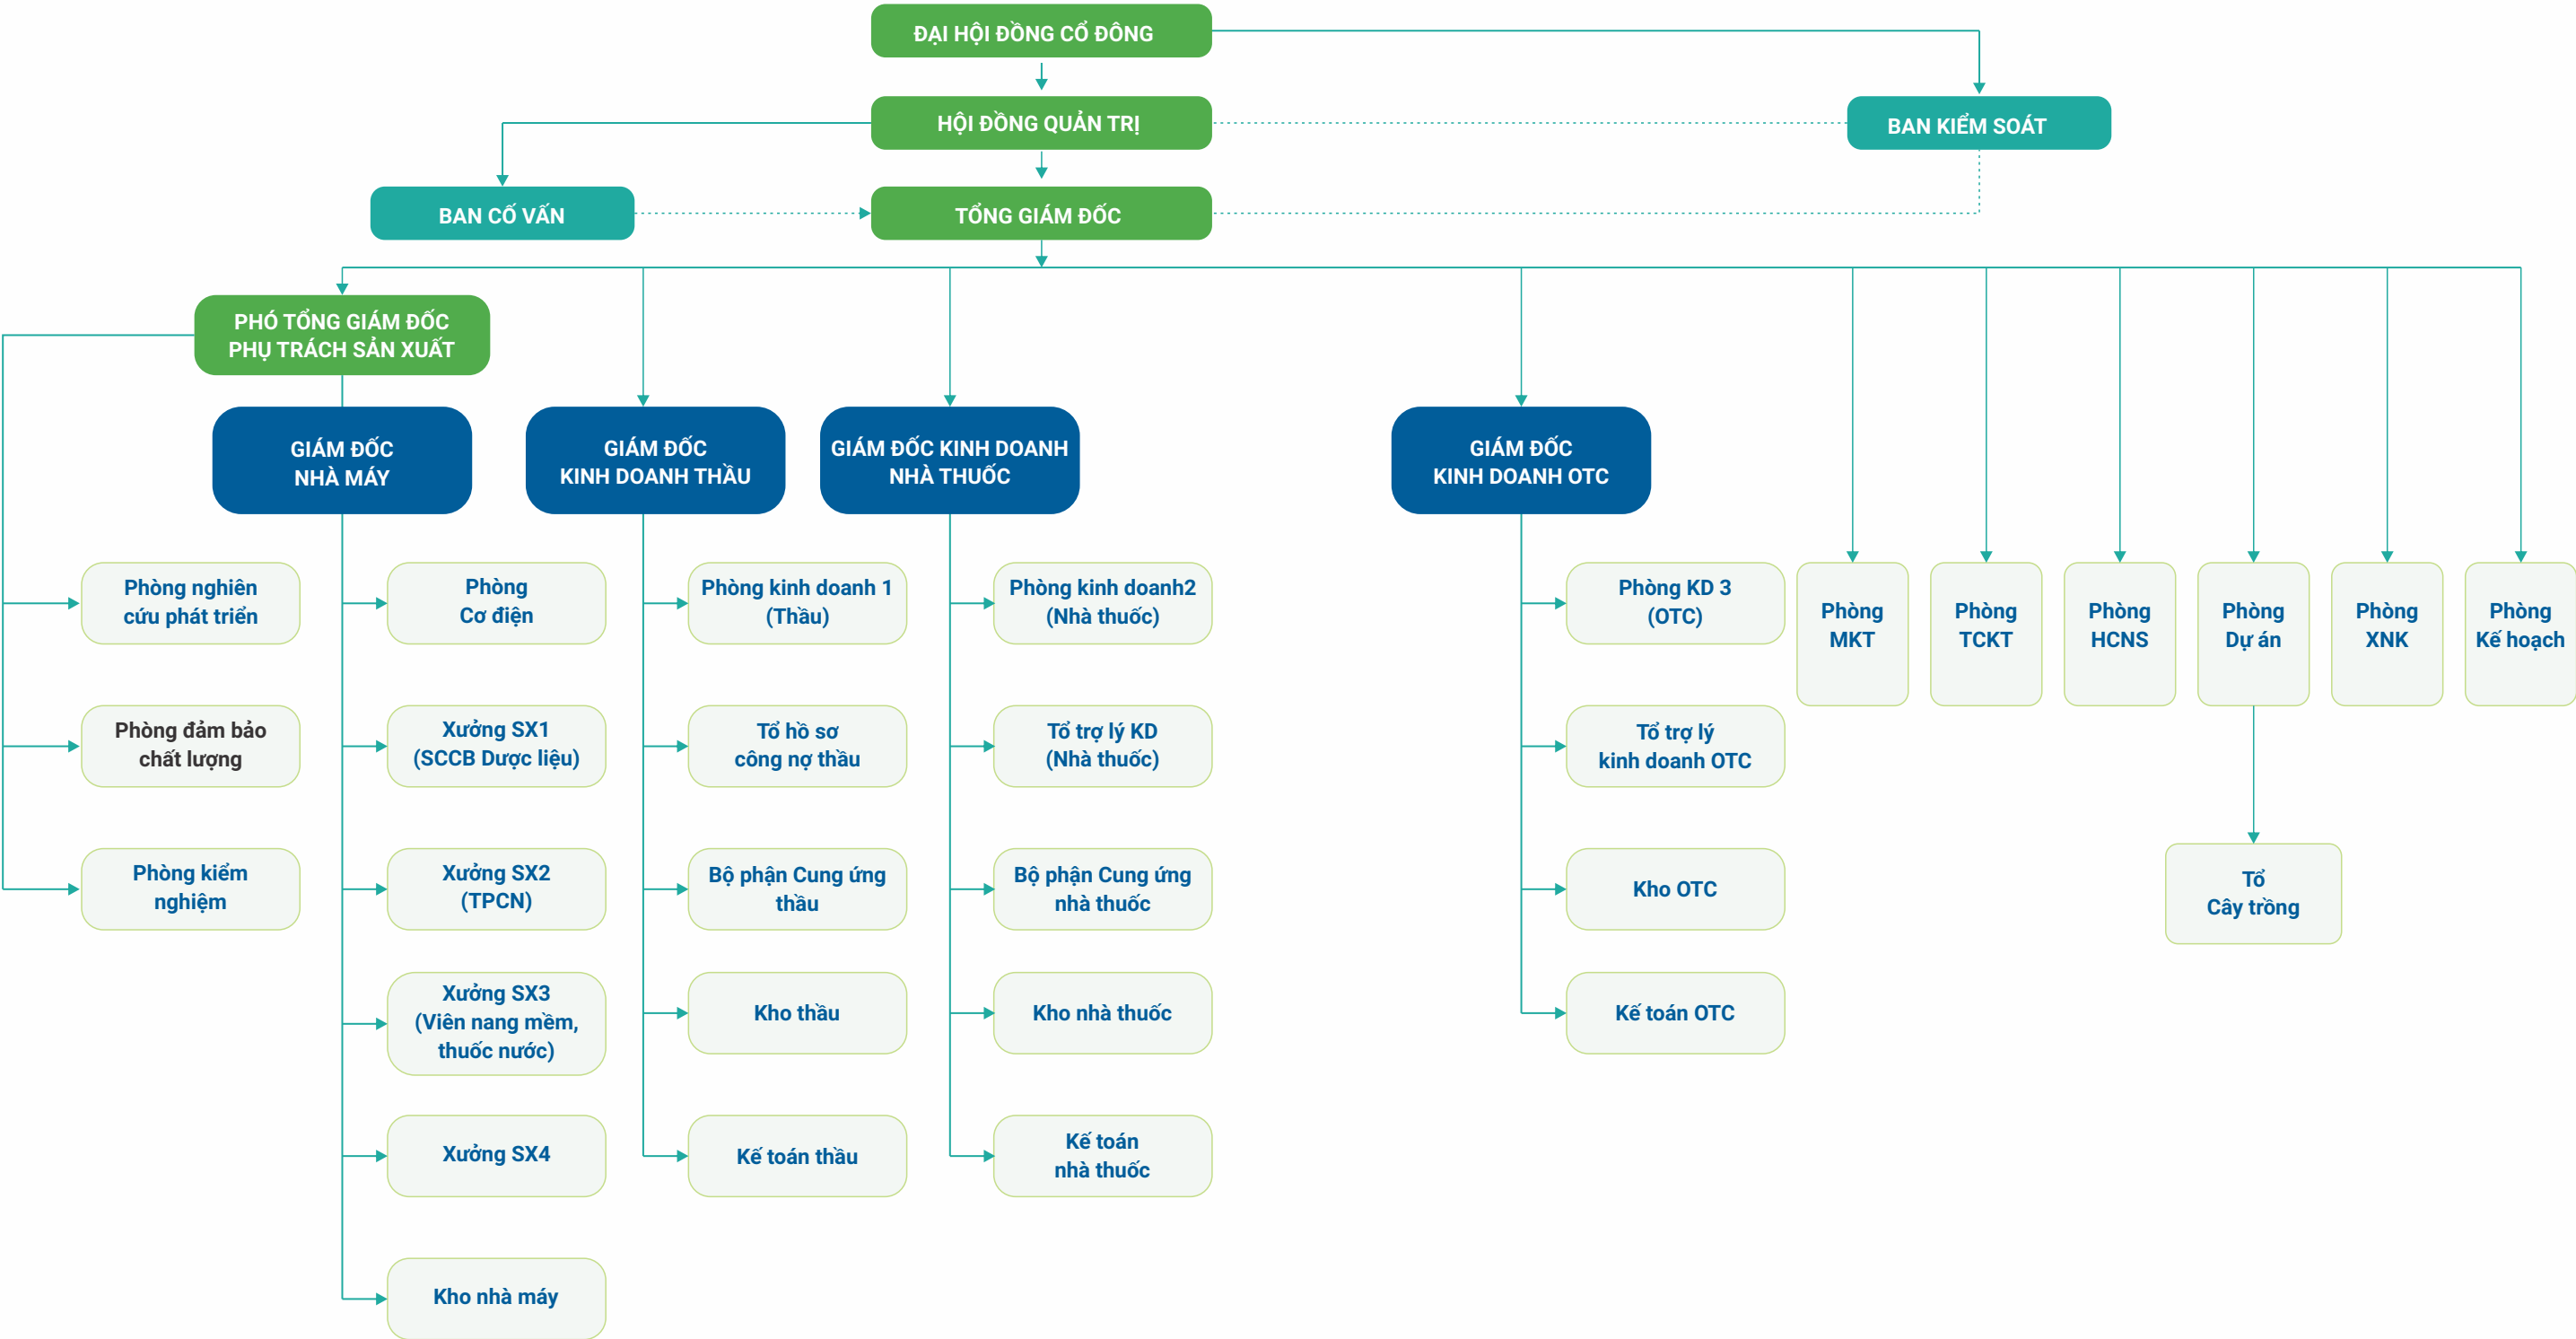 ĐẠI HỘI ĐỒNG CỔ ĐÔNG
HỘI ĐỒNG QUẢN TRỊ
BAN KIỂM SOÁT
BAN CỐ VẤN
TỔNG GIÁM ĐỐC
PHÓ TỔNG GIÁM ĐỐC
PHỤ TRÁCH SẢN XUẤT
GIÁM ĐỐC
NHÀ MÁY
GIÁM ĐỐC
KINH DOANH THẦU
GIÁM ĐỐC KINH DOANH
NHÀ THUỐC
GIÁM ĐỐC
KINH DOANH OTC
Phòng nghiên
cứu phát triển
Phòng
Cơ điện
Phòng kinh doanh 1
(Thầu)
Phòng kinh doanh2
(Nhà thuốc)
Phòng KD 3
(OTC)
Phòng
MKT
Phòng
TCKT
Phòng
HCNS
Phòng
Dự án
Phòng
XNK
Phòng
Kế hoạch
Phòng đảm bảo
chất lượng
Xưởng SX1
(SCCB Dược liệu)
Tổ hồ sơ
công nợ thầu
Tổ trợ lý KD
(Nhà thuốc)
Tổ trợ lý
kinh doanh OTC
Phòng kiểm
nghiệm
Xưởng SX2
(TPCN)
Bộ phận Cung ứng
thầu
Bộ phận Cung ứng
nhà thuốc
Kho OTC
Tổ
Cây trồng
Xưởng SX3
(Viên nang mềm,
thuốc nước)
Kho thầu
Kho nhà thuốc
Kế toán OTC
Xưởng SX4
Kế toán thầu
Kế toán
nhà thuốc
Kho nhà máy